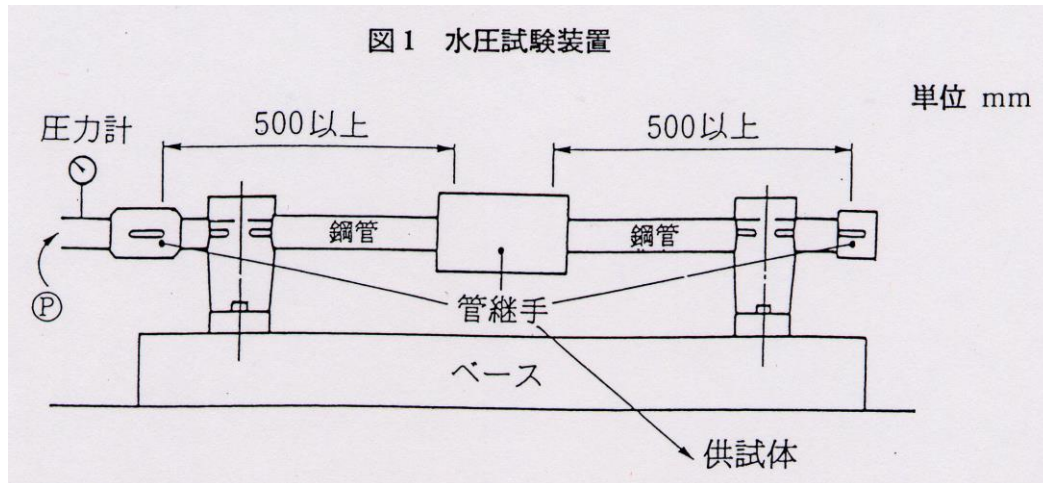 図1 水圧試験装置
単位 mm
圧力計
500以上
500以上
鋼管
鋼管
P
管継手
ベース
供試体